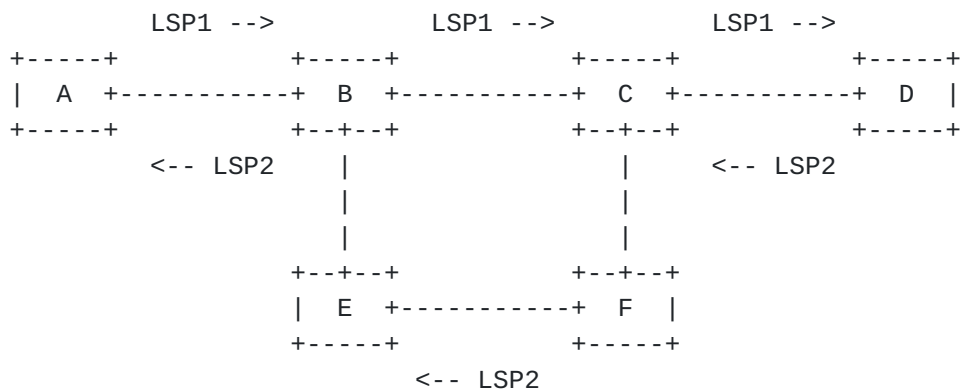 LSP1 --> LSP1 --> LSP1 -->
+-----+ +-----+ +-----+ +-----+
| A +-----------+ B +-----------+ C +-----------+ D |
+-----+ +--+--+ +--+--+ +-----+
<-- LSP2 | | <-- LSP2
| |
| |
+--+--+ +--+--+
| E +-----------+ F |
+-----+ +-----+
<-- LSP2